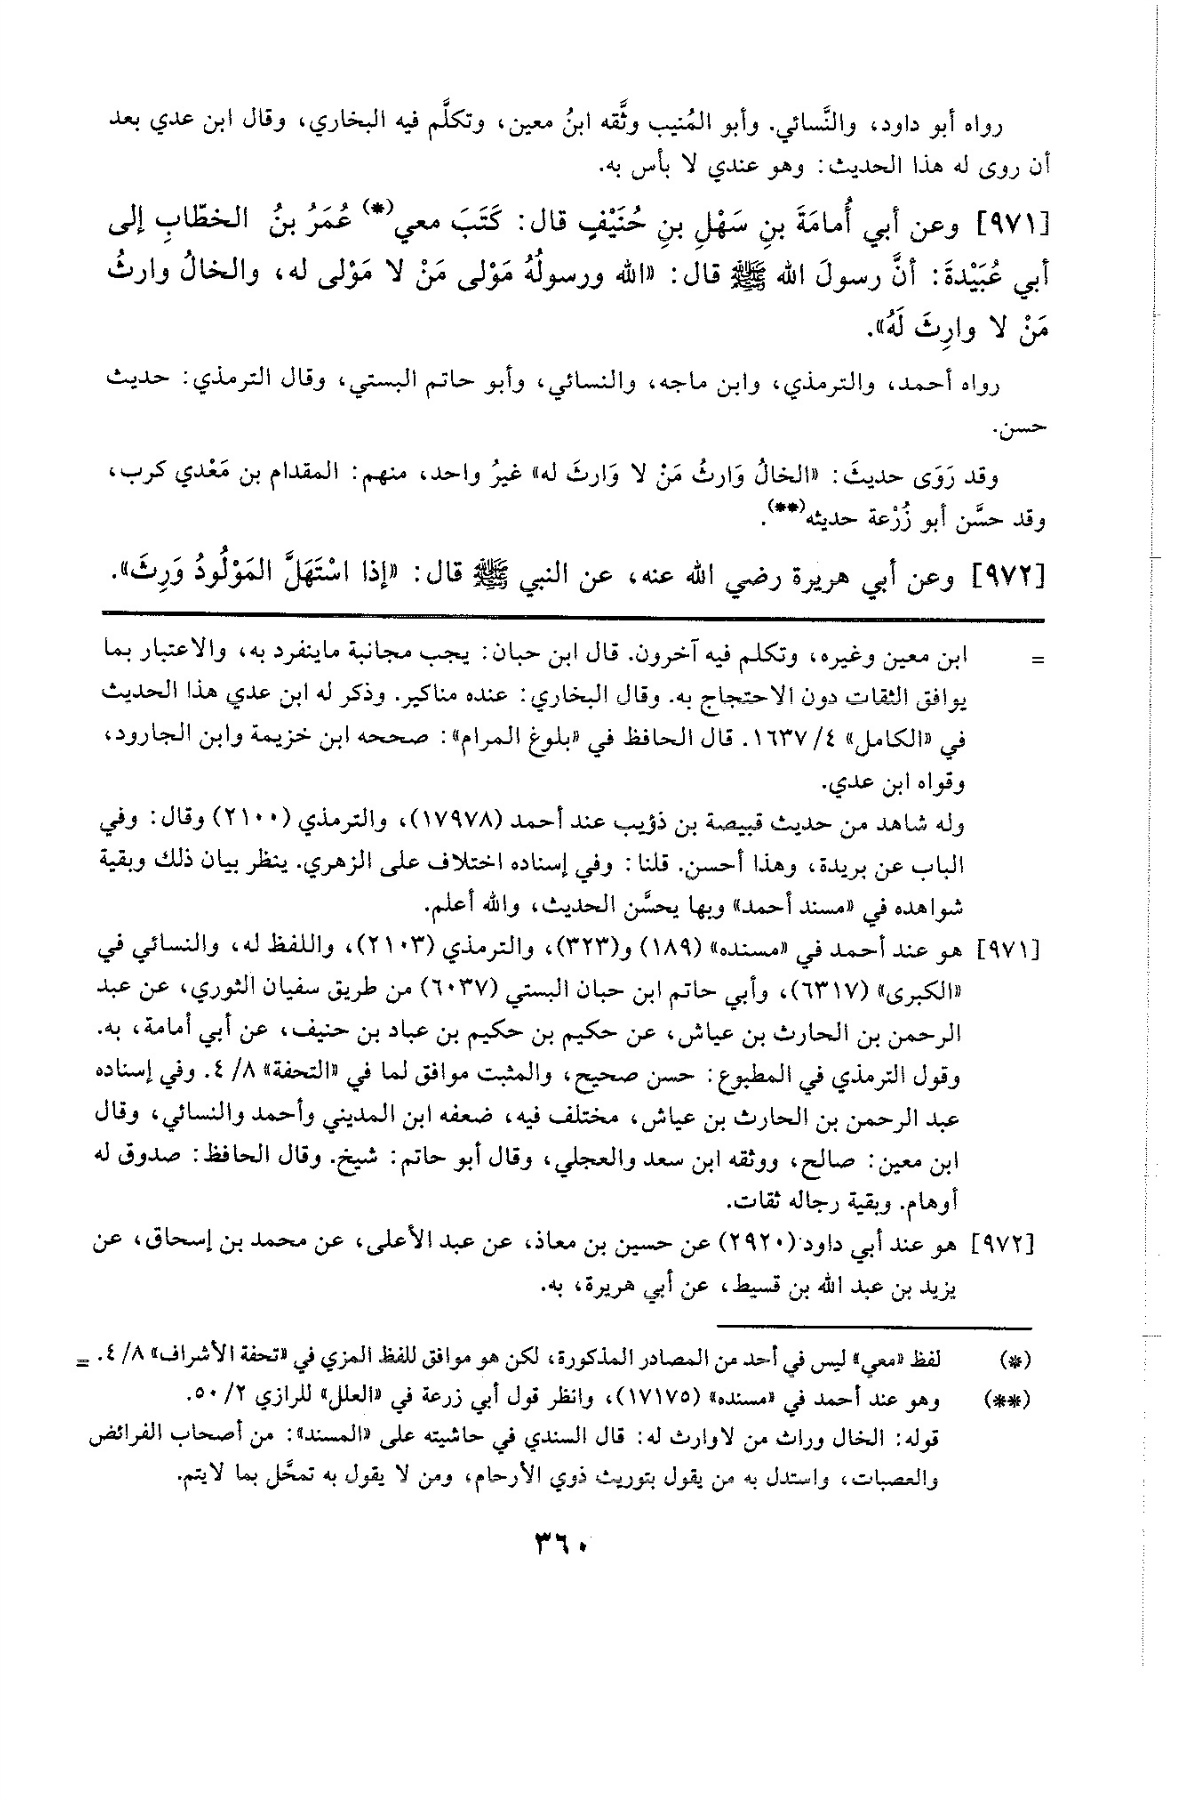 رواه أبو داود، والنَّسائي. وأبو المُنيب وثَّقه ابنُ معين، وتكلَّم فيه البخاري، وقال ابن عدي بعد
أن روى له هذا الحديث: وهو عندي لا بأس به.
[٩٧١] وعن أبي أُمامَةَ بنِ سَهْلِ بنِ حُنَيْفٍ قال: كَتَبَ معي(*) عُمَرُ بنُ الخطّابِ إلى
أبي عُبَيْدةَ: أنَّ رسولَ الله ﷺ قال: «الله ورسولُهُ مَوْلى مَنْ لا مَوْلى له، والخالُ وارثُ
مَنْ لا وارِثَ لَهُ».
رواه أحمد، والترمذي، وابن ماجه، والنسائي، وأبو حاتم البستي، وقال الترمذي: حديث
حسن.
وقد رَوَى حديثَ: «الخالُ وَارثُ مَنْ لا وَارثَ له» غيرُ واحد، منهم: المقدام بن مَعْدي كرب،
وقد حسَّن أبو زُرْعة حديثه(**).
[٩٧٢] وعن أبي هريرة رضي الله عنه، عن النبي ﷺ قال: «إذا اسْتَهَلَّ المَوْلُودُ وَرِثَ».
= ابن معين وغيره، وتكلم فيه آخرون. قال ابن حبان: يجب مجانبة ماينفرد به، والاعتبار بما
يوافق الثقات دون الاحتجاج به. وقال البخاري: عنده مناكير. وذكر له ابن عدي هذا الحديث
في «الكامل» ٤/ ١٦٣٧. قال الحافظ في «بلوغ المرام»: صححه ابن خزيمة وابن الجارود،
وقواه ابن عدي.
وله شاهد من حديث قبيصة بن ذؤيب عند أحمد (١٧٩٧٨)، والترمذي (٢١٠٠) وقال: وفي
الباب عن بريدة، وهذا أحسن. قلنا: وفي إسناده اختلاف على الزهري. ينظر بيان ذلك وبقية
شواهده في «مسند أحمد» وبها يحسَّن الحديث، والله أعلم.
[٩٧١] هو عند أحمد في «مسنده» (١٨٩) و(٣٢٣)، والترمذي (٢١٠٣)، واللفظ له، والنسائي في
«الكبرى» (٦٣١٧)، وأبي حاتم ابن حبان البستي (٦٠٣٧) من طريق سفيان الثوري، عن عبد
الرحمن بن الحارث بن عياش، عن حكيم بن حكيم بن عباد بن حنيف، عن أبي أمامة، به.
وقول الترمذي في المطبوع: حسن صحيح، والمثبت موافق لما في «التحفة» ٨/ ٤. وفي إسناده
عبد الرحمن بن الحارث بن عياش، مختلف فيه، ضعفه ابن المديني وأحمد والنسائي، وقال
ابن معين: صالح، ووثقه ابن سعد والعجلي، وقال أبو حاتم: شيخ. وقال الحافظ: صدوق له
أوهام. وبقية رجاله ثقات.
[٩٧٢] هو عند أبي داود (٢٩٢٠) عن حسين بن معاذ، عن عبد الأعلى، عن محمد بن إسحاق، عن
يزيد بن عبد الله بن قسيط، عن أبي هريرة، به.
(*) لفظ «معي» ليس في أحد من المصادر المذكورة، لكن هو موافق للفظ المزي في «تحفة الأشراف» ٨/ ٤. =
(**) وهو عند أحمد في «مسنده» (١٧١٧٥)، وانظر قول أبي زرعة في «العلل» للرازي ٢/ ٥٠.
قوله: الخال وراث من لاوارث له: قال السندي في حاشيته على «المسند»: من أصحاب الفرائض
والعصبات، واستدل به من يقول بتوريث ذوي الأرحام، ومن لا يقول به تمحَّل بما لايتم.
٣٦٠